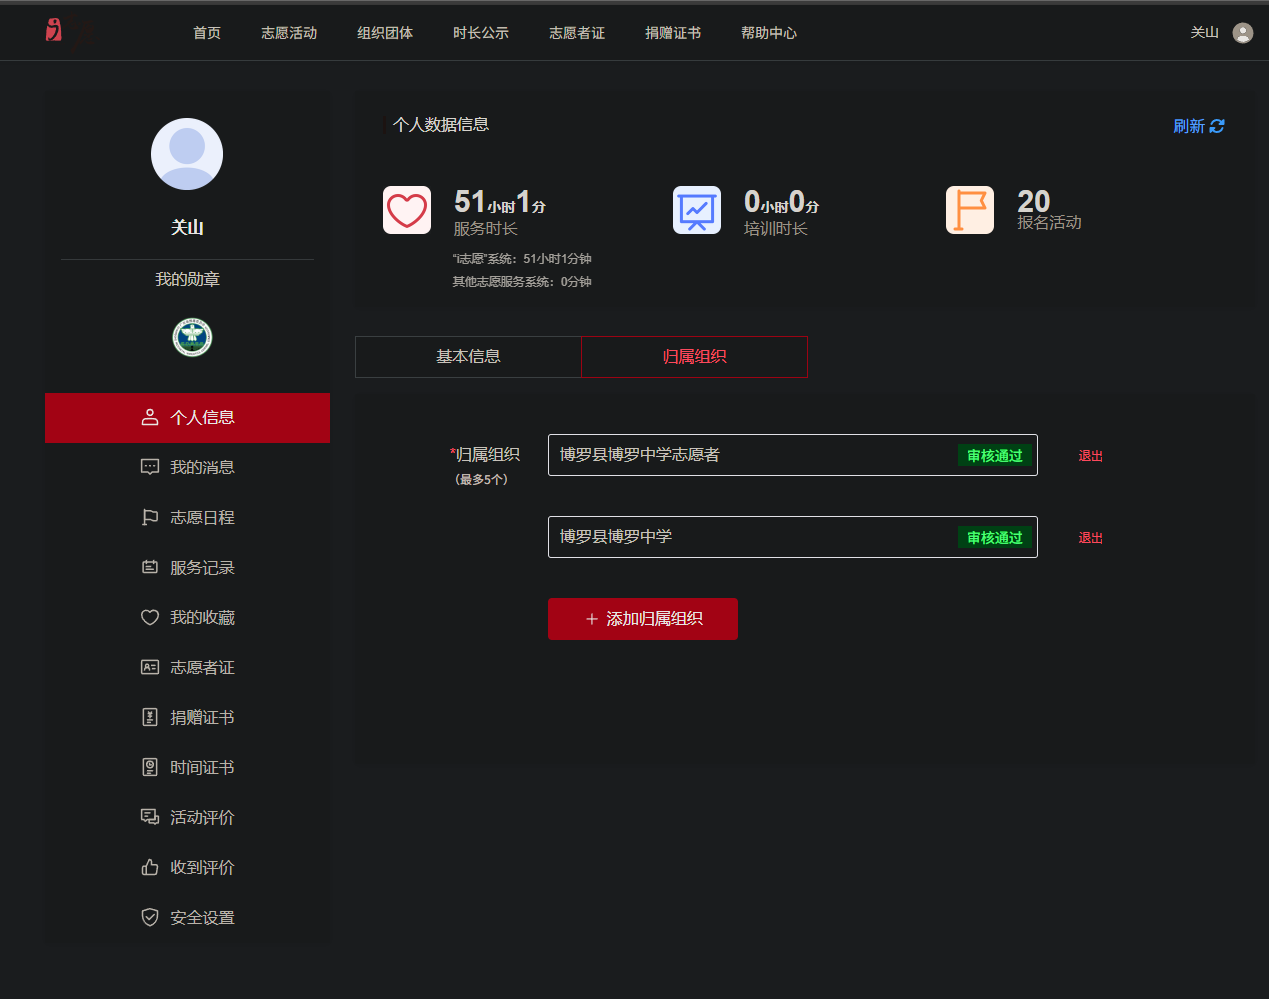 首页 志愿活动 组织团体 时长公示 志愿者证 捐赠证书 帮助中心 关山
关山
我的勋章
个人信息
我的消息
志愿日程
服务记录
我的收藏
志愿者证
捐赠证书
时间证书
活动评价
收到评价
安全设置
个人数据信息 刷新
51小时1分
服务时长
“i志愿”系统：51小时1分钟
其他志愿服务系统：0分钟
0小时0分
培训时长
20
报名活动
基本信息 归属组织
*归属组织
（最多5个）
博罗县博罗中学志愿者 审核通过 退出
博罗县博罗中学 审核通过 退出
＋ 添加归属组织